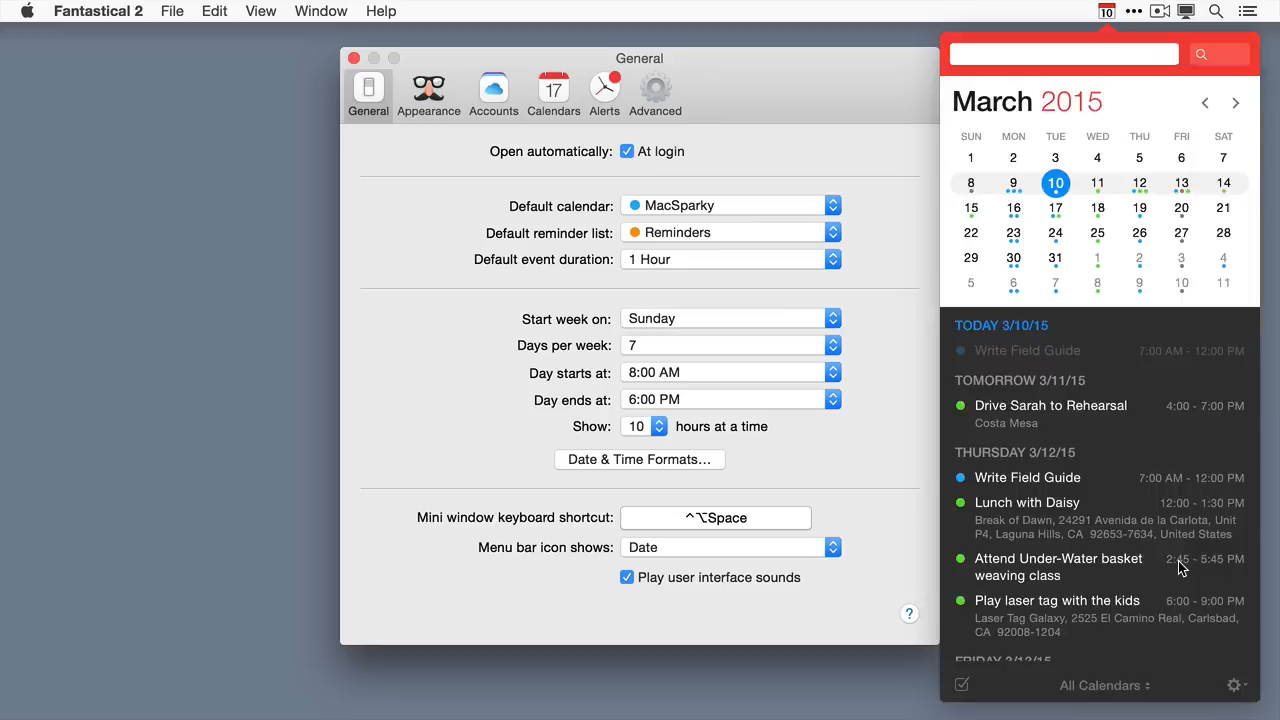 Fantastical 2 File Edit View Window Help
10
General
17
General Appearance Accounts Calendars Alerts Advanced
Open automatically: At login
Default calendar: MacSparky
Default reminder list: Reminders
Default event duration: 1 Hour
Start week on: Sunday
Days per week: 7
Day starts at: 8:00 AM
Day ends at: 6:00 PM
Show: 10 hours at a time
Date & Time Formats...
Mini window keyboard shortcut: ^⌥Space
Menu bar icon shows: Date
Play user interface sounds
?
March 2015
SUN MON TUE WED THU FRI SAT
1 2 3 4 5 6 7
8 9 10 11 12 13 14
15 16 17 18 19 20 21
22 23 24 25 26 27 28
29 30 31 1 2 3 4
5 6 7 8 9 10 11
TODAY 3/10/15
Write Field Guide 7:00 AM - 12:00 PM
TOMORROW 3/11/15
Drive Sarah to Rehearsal 4:00 - 7:00 PM
Costa Mesa
THURSDAY 3/12/15
Write Field Guide 7:00 AM - 12:00 PM
Lunch with Daisy 12:00 - 1:30 PM
Break of Dawn, 24291 Avenida de la Carlota, Unit
P4, Laguna Hills, CA 92653-7634, United States
Attend Under-Water basket 2:45 - 5:45 PM
weaving class
Play laser tag with the kids 6:00 - 9:00 PM
Laser Tag Galaxy, 2525 El Camino Real, Carlsbad,
CA 92008-1204
FRIDAY 3/13/15
All Calendars